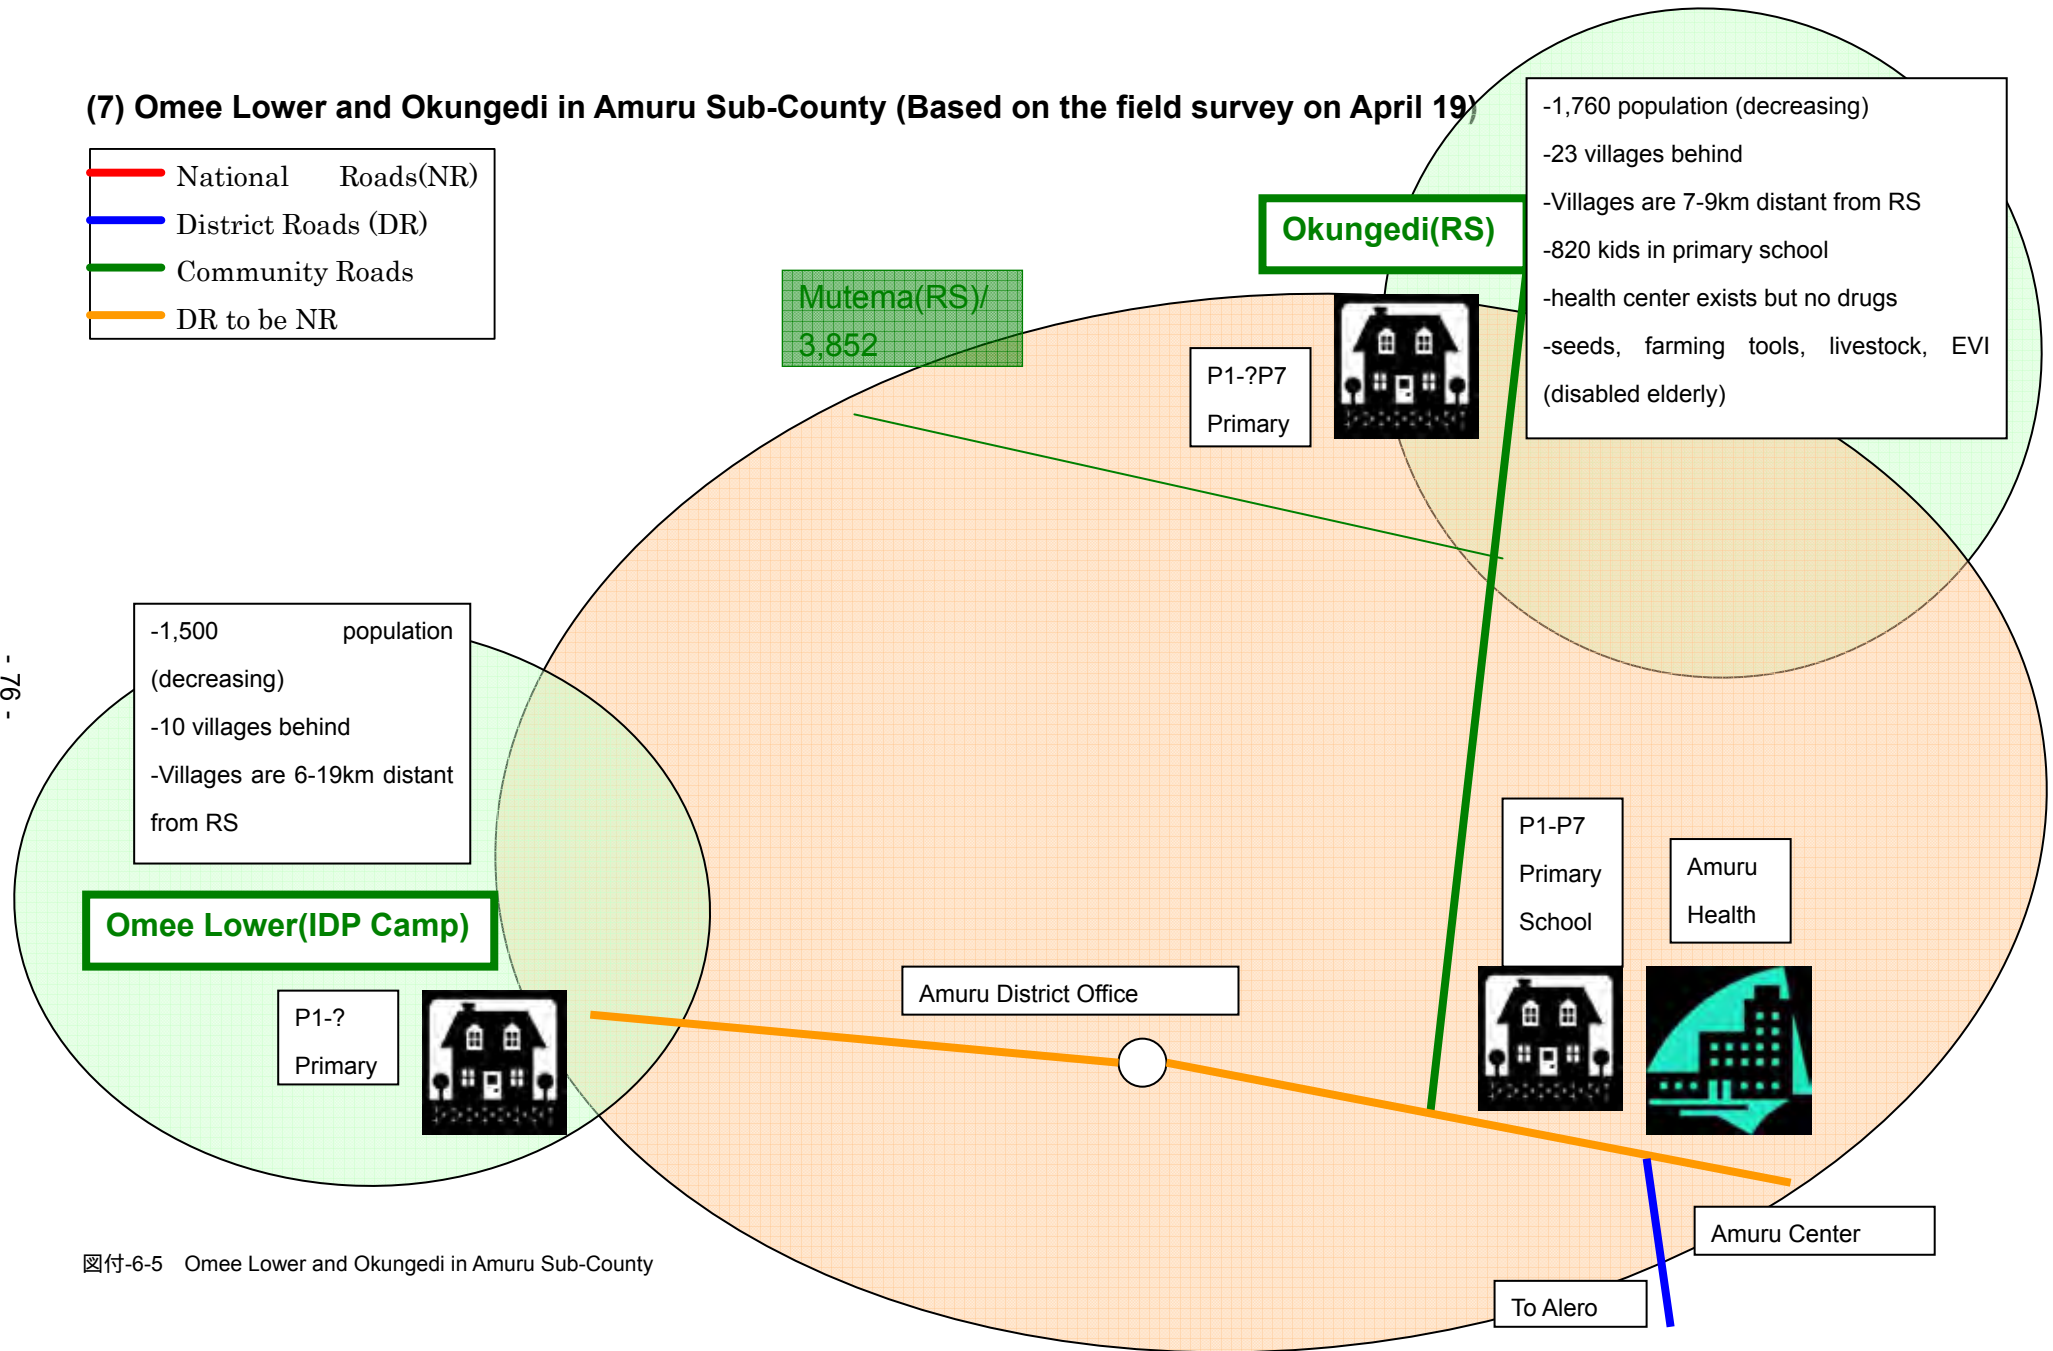 (7) Omee Lower and Okungedi in Amuru Sub-County (Based on the field survey on April 19)
National Roads(NR)
District Roads (DR)
Community Roads
DR to be NR
-1,760 population (decreasing)
-23 villages behind
-Villages are 7-9km distant from RS
-820 kids in primary school
-health center exists but no drugs
-seeds, farming tools, livestock, EVI
(disabled elderly)
Okungedi(RS)
Mutema(RS)/
3,852
P1-?P7
Primary
-1,500 population
(decreasing)
-10 villages behind
-Villages are 6-19km distant
from RS
Omee Lower(IDP Camp)
P1-?
Primary
Amuru District Office
P1-P7
Primary
School
Amuru
Health
Amuru Center
To Alero
図付-6-5 Omee Lower and Okungedi in Amuru Sub-County
- 76 -